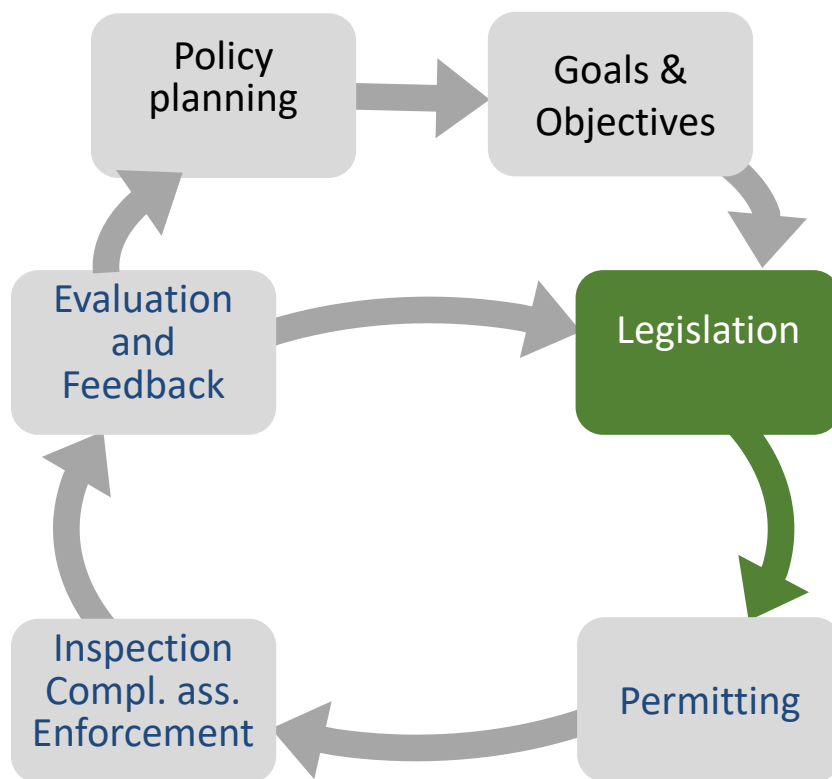 Policy
planning
Goals &
Objectives
Evaluation
and
Feedback
Legislation
Inspection
Compl. ass.
Enforcement
Permitting